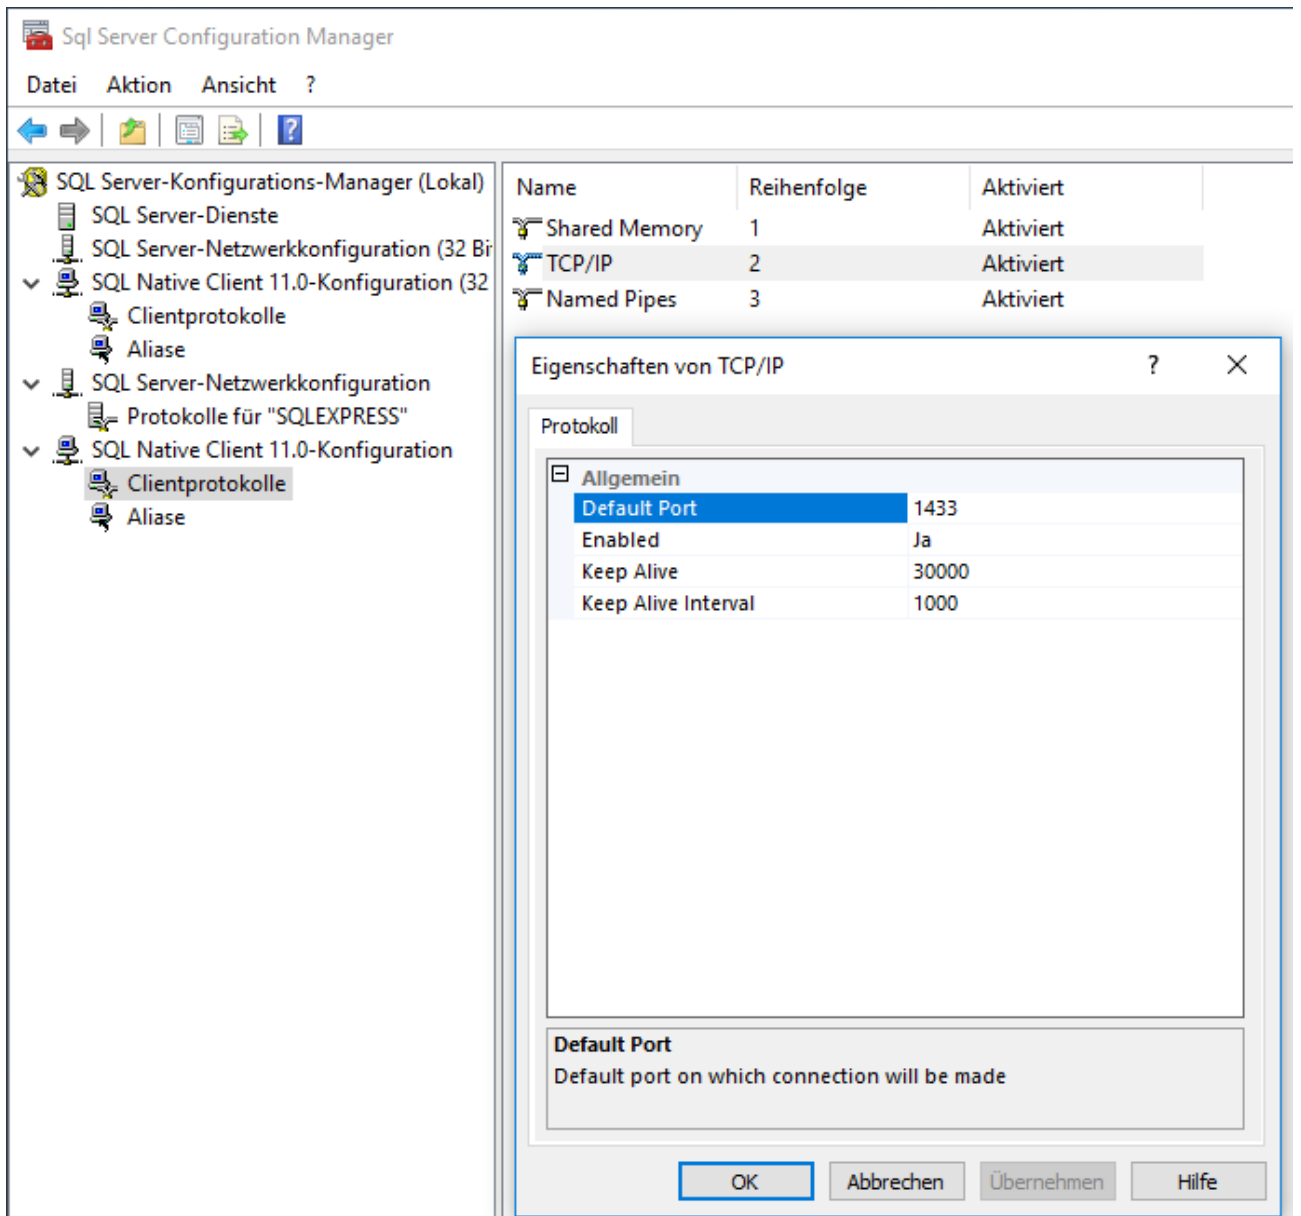 Sql Server Configuration Manager
Datei Aktion Ansicht ?
?
SQL Server-Konfigurations-Manager (Lokal)
SQL Server-Dienste
SQL Server-Netzwerkkonfiguration (32 Bi
SQL Native Client 11.0-Konfiguration (32
Clientprotokolle
Aliase
SQL Server-Netzwerkkonfiguration
Protokolle für "SQLEXPRESS"
SQL Native Client 11.0-Konfiguration
Clientprotokolle
Aliase
Name Reihenfolge Aktiviert
Shared Memory 1 Aktiviert
TCP/IP 2 Aktiviert
Named Pipes 3 Aktiviert
Eigenschaften von TCP/IP ?
Protokoll
Allgemein
Default Port 1433
Enabled Ja
Keep Alive 30000
Keep Alive Interval 1000
Default Port
Default port on which connection will be made
OK Abbrechen Übernehmen Hilfe